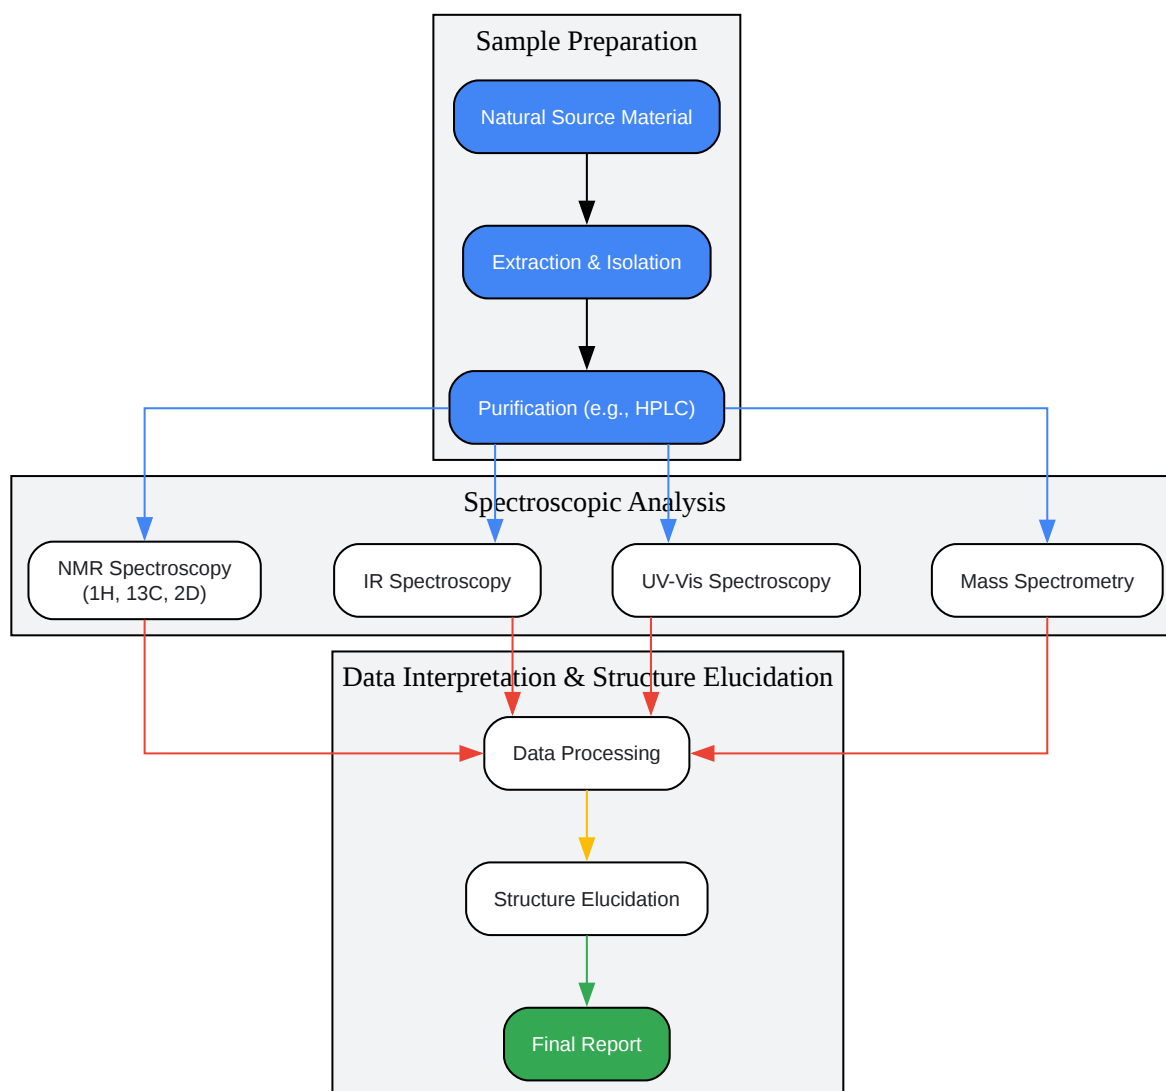 Sample Preparation
Natural Source Material
Extraction & Isolation
Purification (e.g., HPLC)
Spectroscopic Analysis
NMR Spectroscopy
(1H, 13C, 2D)
IR Spectroscopy
UV-Vis Spectroscopy
Mass Spectrometry
Data Interpretation & Structure Elucidation
Data Processing
Structure Elucidation
Final Report